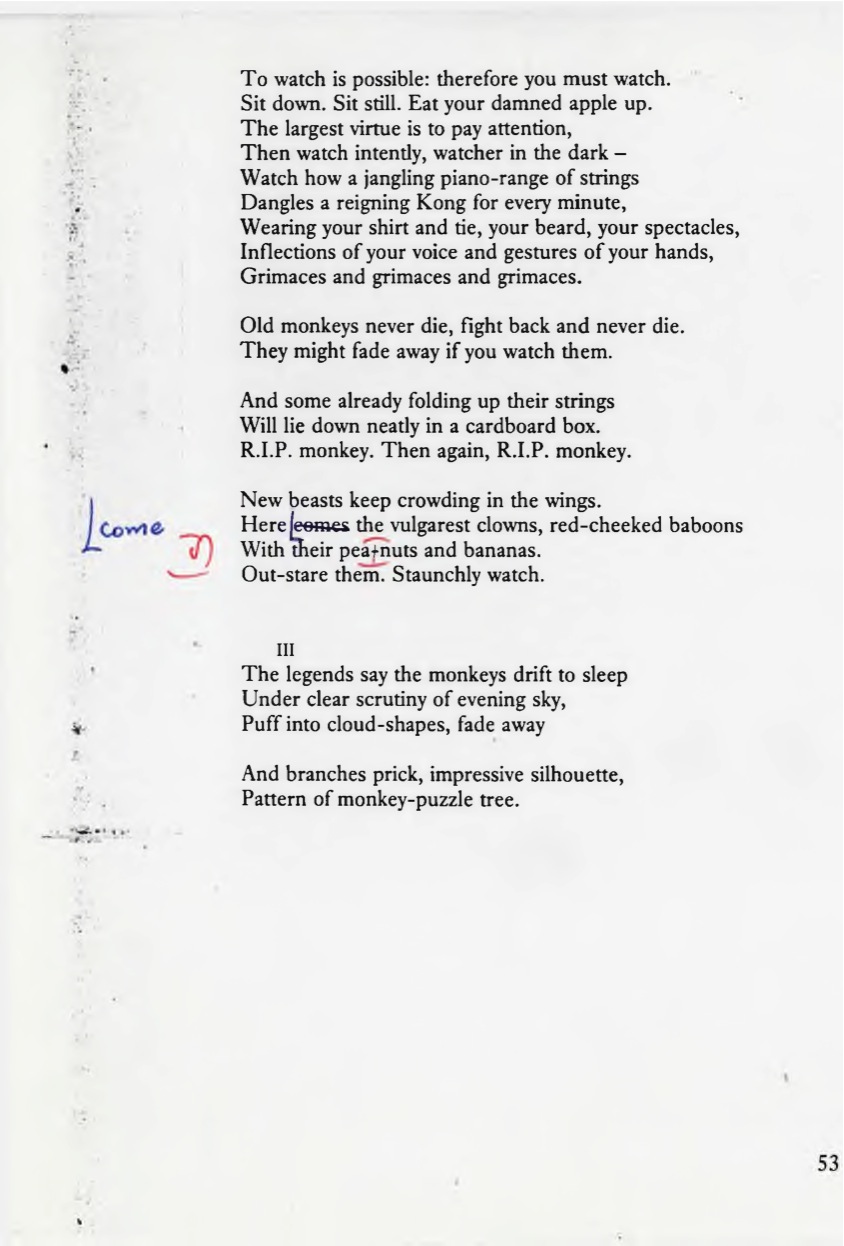 To watch is possible: therefore you must watch.
Sit down. Sit still. Eat your damned apple up.
The largest virtue is to pay attention,
Then watch intently, watcher in the dark –
Watch how a jangling piano-range of strings
Dangles a reigning Kong for every minute,
Wearing your shirt and tie, your beard, your spectacles,
Inflections of your voice and gestures of your hands,
Grimaces and grimaces and grimaces.
Old monkeys never die, fight back and never die.
They might fade away if you watch them.
And some already folding up their strings
Will lie down neatly in a cardboard box.
R.I.P. monkey. Then again, R.I.P. monkey.
New beasts keep crowding in the wings.
come
Here comes the vulgarest clowns, red-cheeked baboons
With their pea-nuts and bananas.
Out-stare them. Staunchly watch.
III
The legends say the monkeys drift to sleep
Under clear scrutiny of evening sky,
Puff into cloud-shapes, fade away
And branches prick, impressive silhouette,
Pattern of monkey-puzzle tree.
53